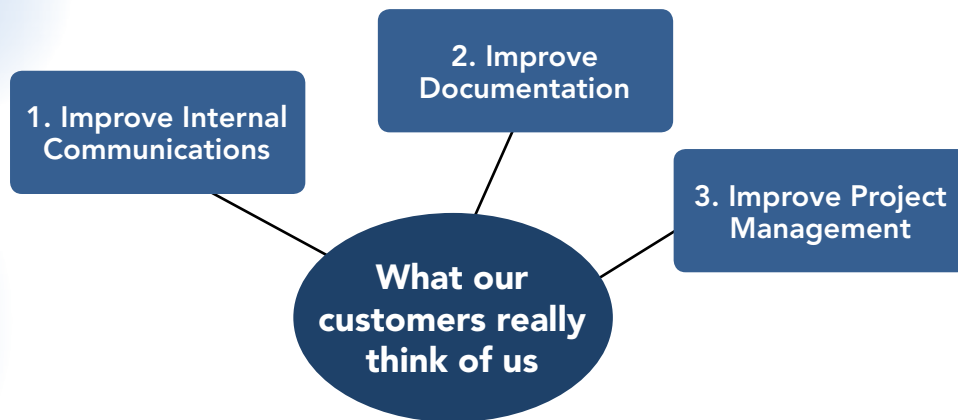 1. Improve Internal
Communications
2. Improve
Documentation
3. Improve Project
Management
What our
customers really
think of us